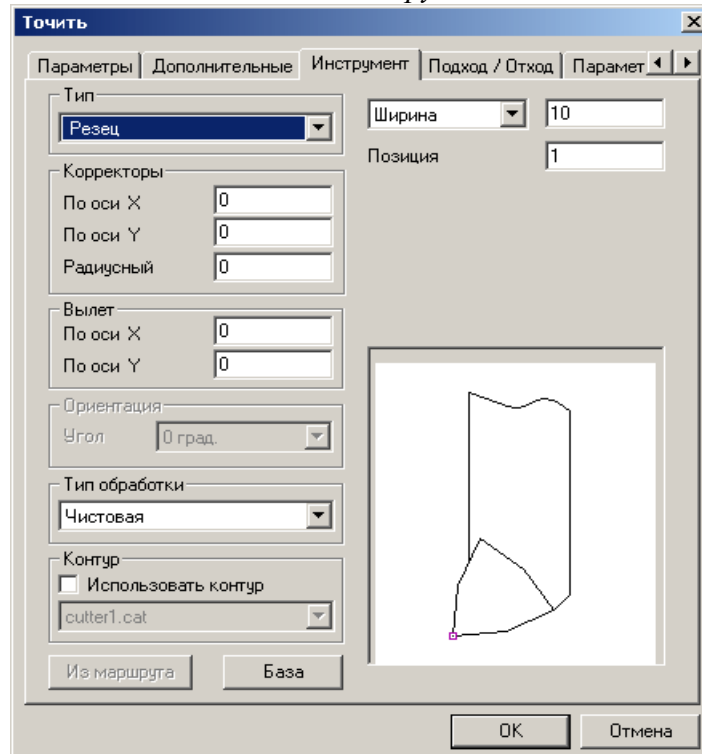 Точить
Параметры Дополнительные Инструмент Подход / Отход Парамет
Тип
Резец
Ширина 10
Позиция 1
Корректоры
По оси X 0
По оси Y 0
Радиусный 0
Вылет
По оси X 0
По оси Y 0
Ориентация
Угол 0 град.
Тип обработки
Чистовая
Контур
Использовать контур
cutter1.cat
Из маршрута База
OK Отмена